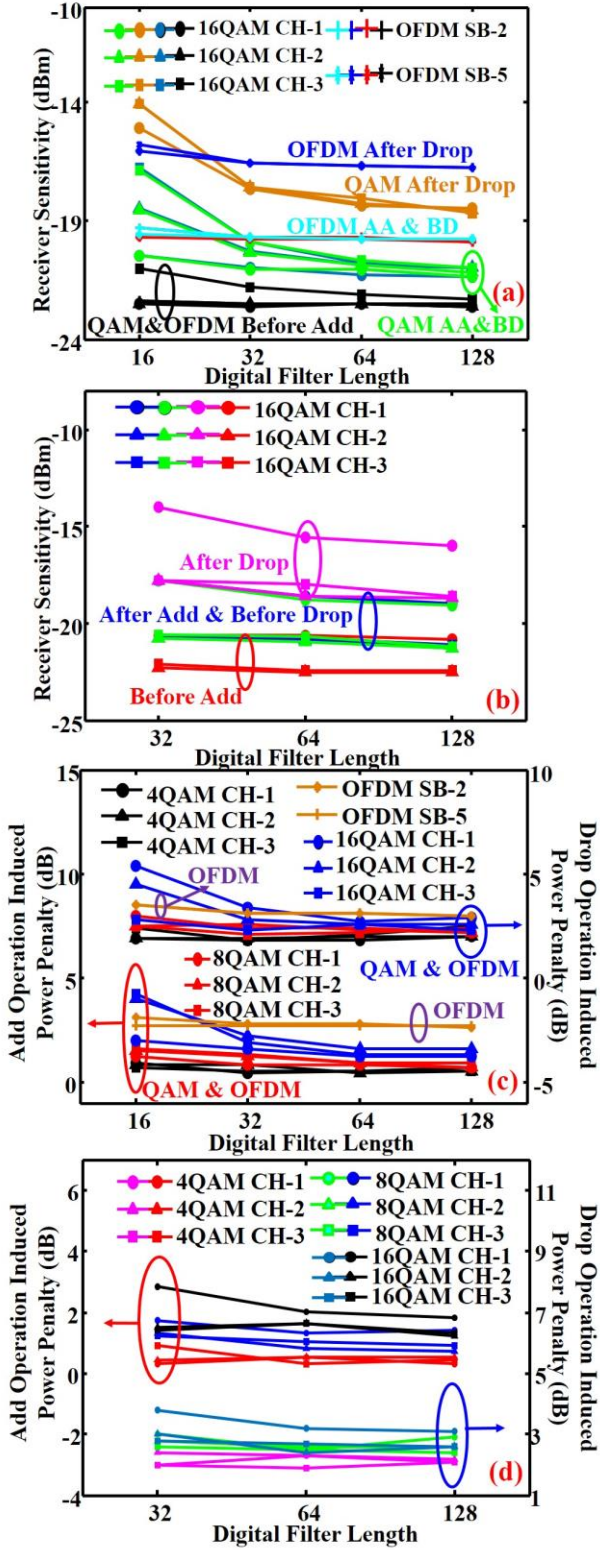 -10
-14
-19
-24
Receiver Sensitivity (dBm)
16QAM CH-1
16QAM CH-2
16QAM CH-3
OFDM SB-2
OFDM SB-5
OFDM After Drop
QAM After Drop
OFDM AA & BD
(a)
QAM&OFDM Before Add
QAM AA&BD
16 32 64 128
Digital Filter Length
-10
-15
-20
-25
Receiver Sensitivity (dBm)
16QAM CH-1
16QAM CH-2
16QAM CH-3
After Drop
After Add & Before Drop
Before Add
(b)
32 64 128
Digital Filter Length
15
10
5
0
Add Operation Induced
Power Penalty (dB)
10
5
0
-5
Drop Operation Induced
Power Penalty (dB)
4QAM CH-1
4QAM CH-2
4QAM CH-3
OFDM SB-2
OFDM SB-5
16QAM CH-1
16QAM CH-2
16QAM CH-3
OFDM
8QAM CH-1
8QAM CH-2
8QAM CH-3
QAM & OFDM
OFDM
QAM & OFDM
(c)
16 32 64 128
Digital Filter Length
6
4
2
0
-2
-4
Add Operation Induced
Power Penalty (dB)
11
9
7
5
3
1
Drop Operation Induced
Power Penalty (dB)
4QAM CH-1
4QAM CH-2
4QAM CH-3
8QAM CH-1
8QAM CH-2
8QAM CH-3
16QAM CH-1
16QAM CH-2
16QAM CH-3
(d)
32 64 128
Digital Filter Length